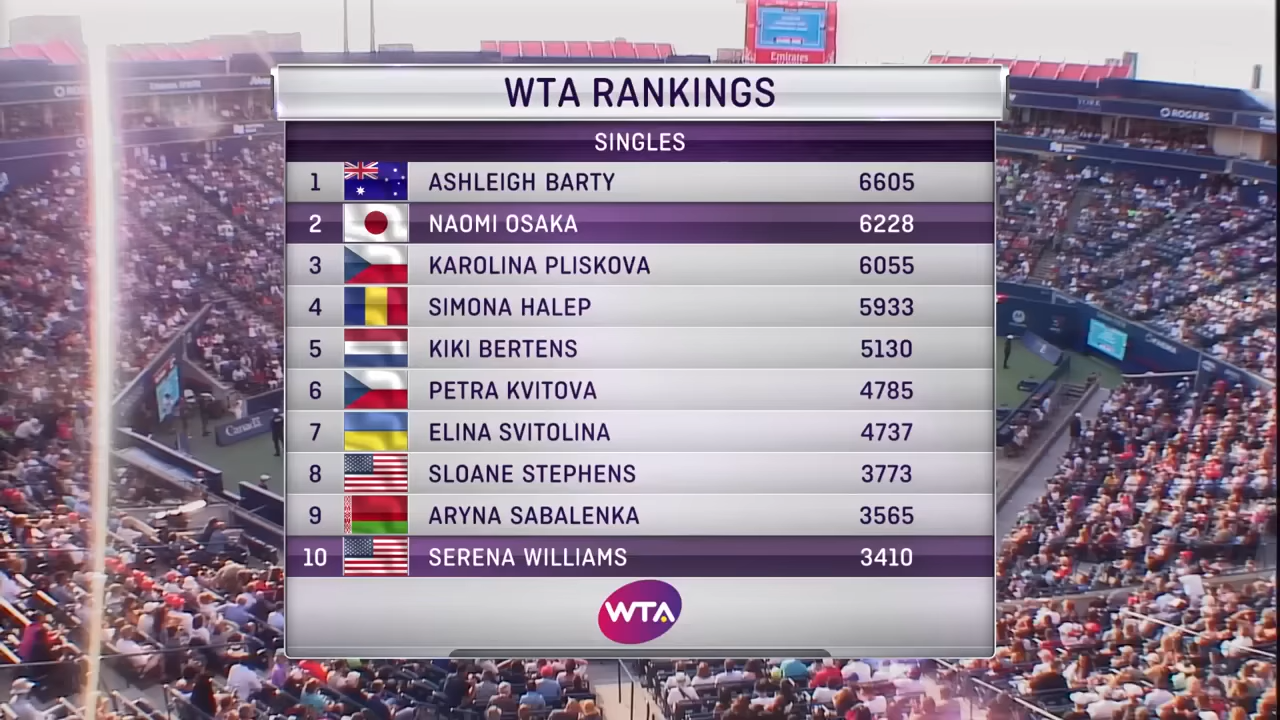 Emirates
WTA RANKINGS
SINGLES
1 ASHLEIGH BARTY 6605
2 NAOMI OSAKA 6228
3 KAROLINA PLISKOVA 6055
4 SIMONA HALEP 5933
5 KIKI BERTENS 5130
6 PETRA KVITOVA 4785
7 ELINA SVITOLINA 4737
8 SLOANE STEPHENS 3773
9 ARYNA SABALENKA 3565
10 SERENA WILLIAMS 3410
WTA
ROGERS
Canada